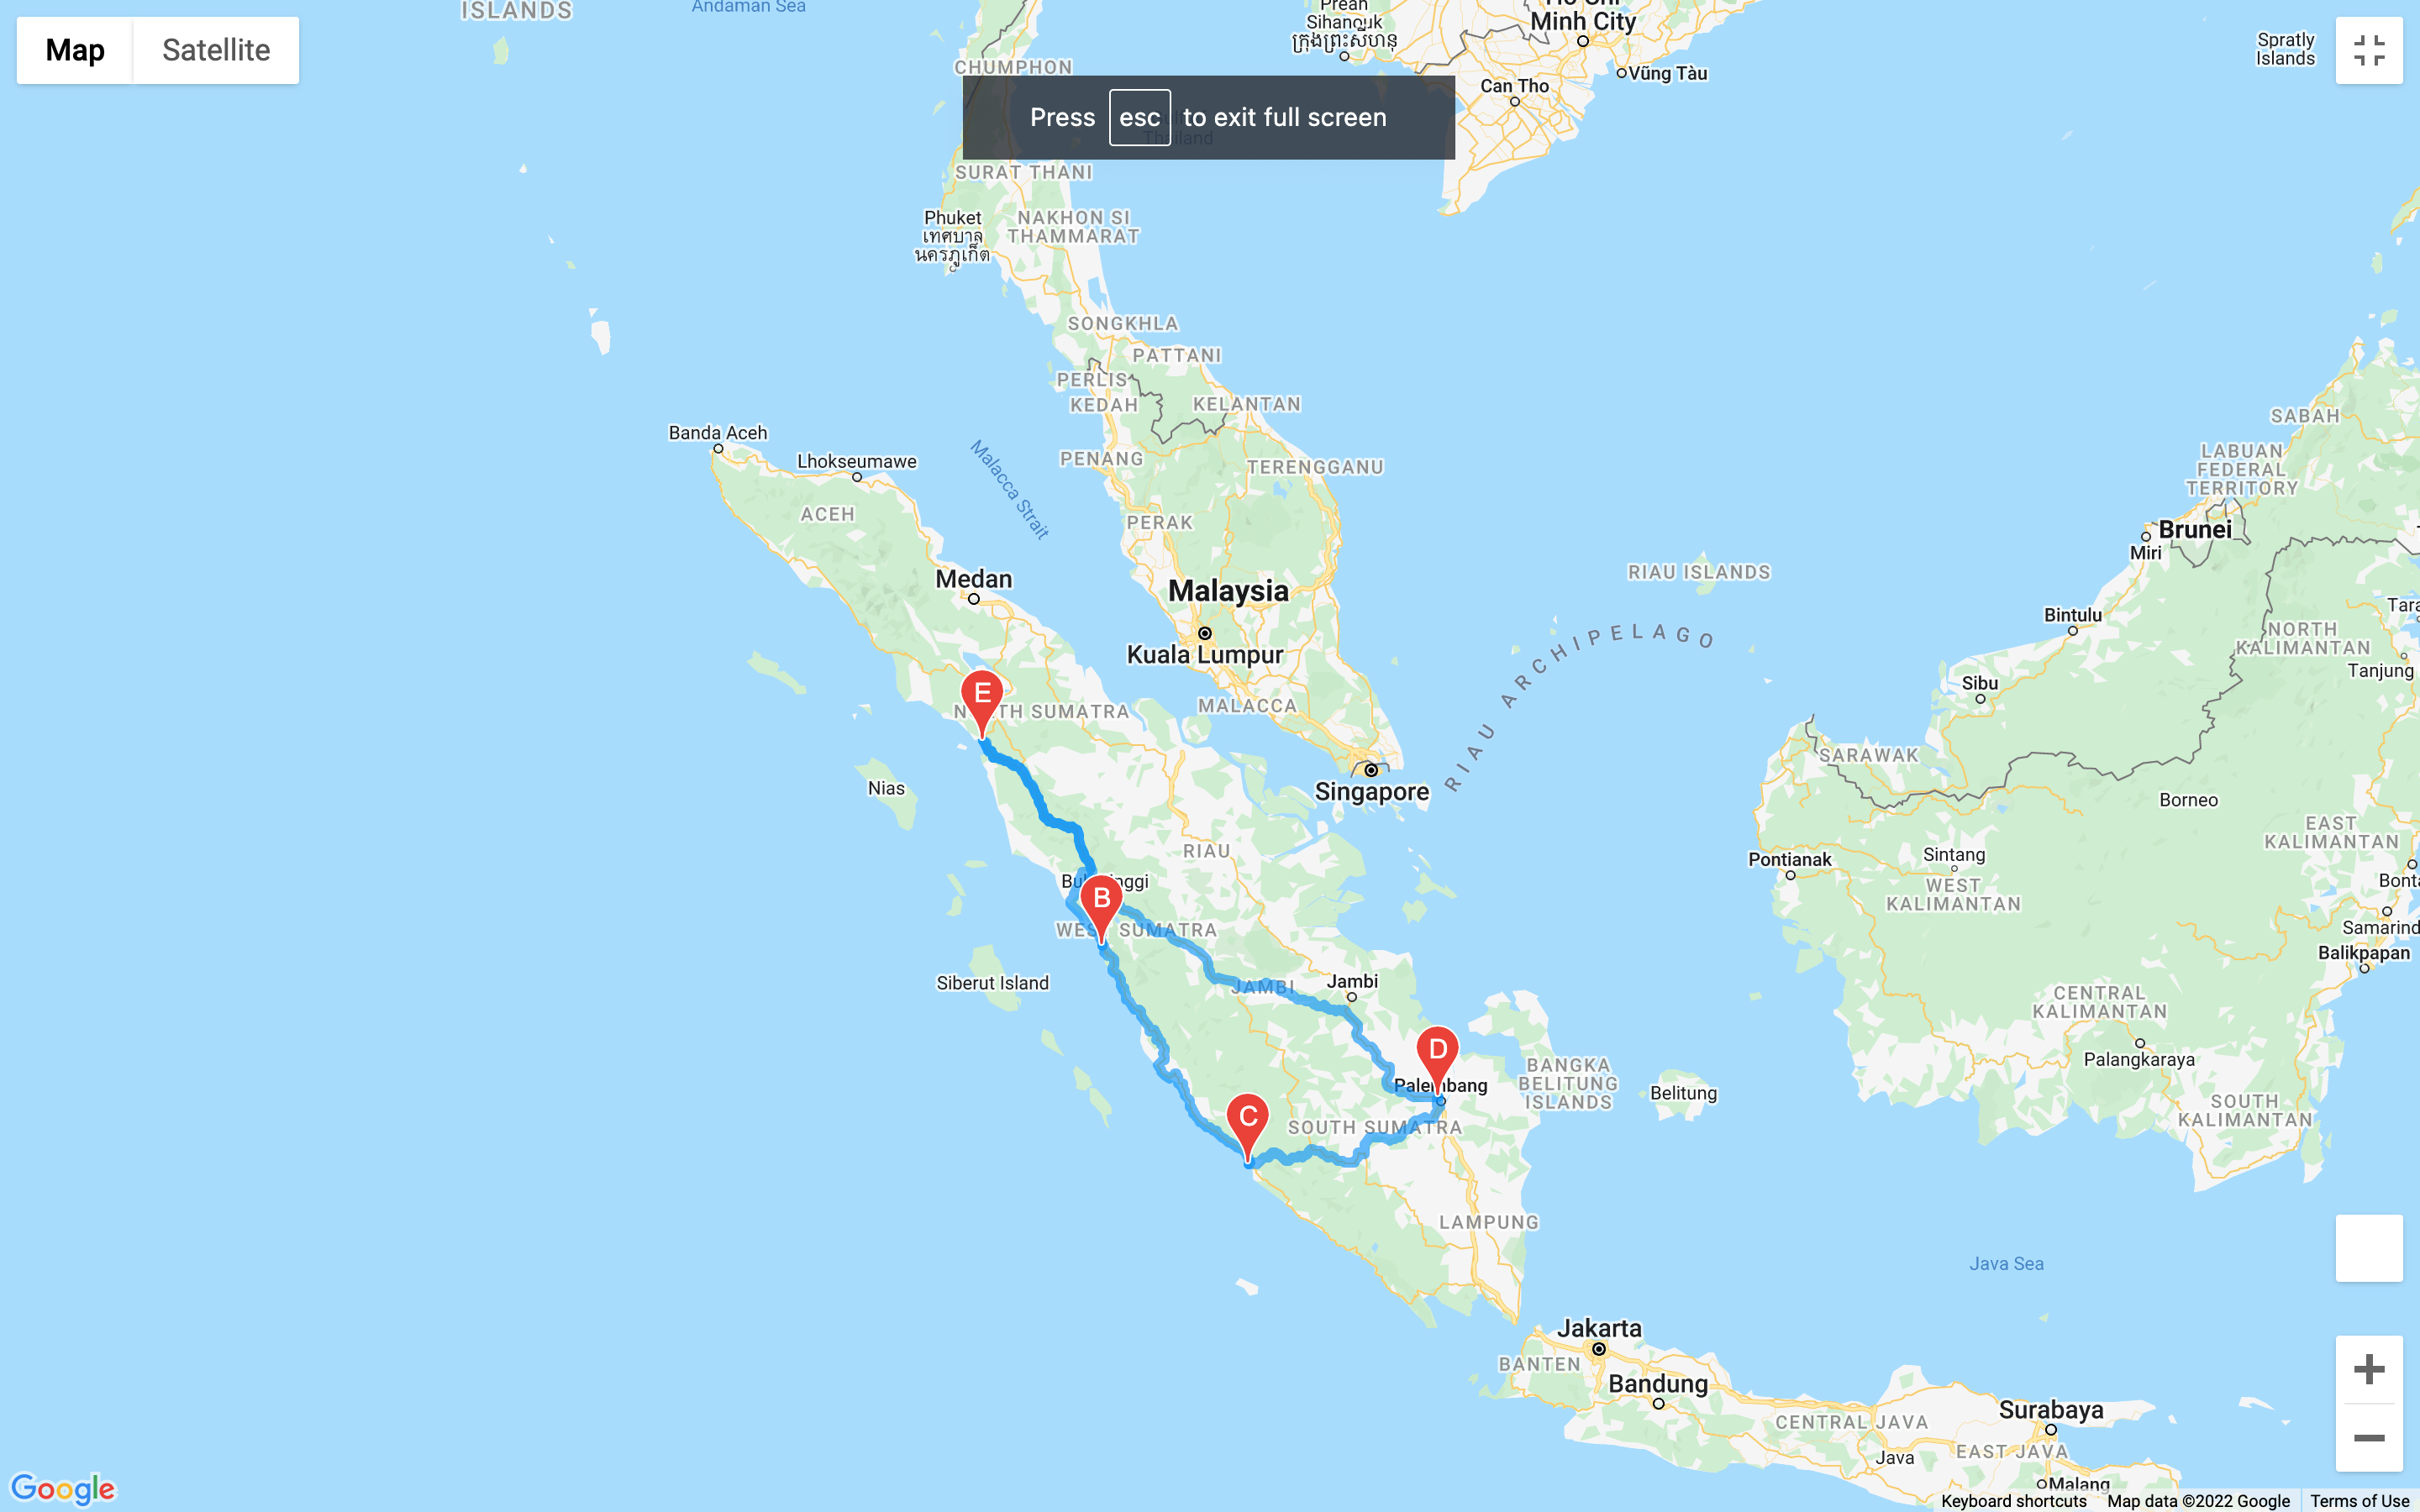 ISLANDS
Andaman Sea
Preah
Sihanouk
ក្រុងព្រះសីហនុ
Ho Chi
Minh City
Map
Satellite
Spratly
Islands
CHUMPHON
Vũng Tàu
Can Tho
Press esc to exit full screen
Thailand
SURAT THANI
Phuket
เทศบาล
นครภูเก็ต
NAKHON SI
THAMMARAT
SONGKHLA
PATTANI
PERLIS
KEDAH
KELANTAN
SABAH
Banda Aceh
Lhokseumawe
Malacca Strait
PENANG
TERENGGANU
LABUAN
FEDERAL
TERRITORY
ACEH
PERAK
Brunei
Miri
Medan
Malaysia
RIAU ISLANDS
Kuala Lumpur
RIAU ARCHIPELAGO
Bintulu
Tara
NORTH
KALIMANTAN
Tanjung
Sibu
E
NORTH SUMATRA
MALACCA
SARAWAK
Nias
Singapore
Borneo
RIAU
EAST
KALIMANTAN
Pontianak
Sintang
WEST
KALIMANTAN
Bonta
Bukittinggi
B
WEST SUMATRA
Samarind
Balikpapan
Siberut Island
JAMBI
Jambi
CENTRAL
KALIMANTAN
D
Palembang
BANGKA
BELITUNG
ISLANDS
Belitung
Palangkaraya
C
SOUTH SUMATRA
SOUTH
KALIMANTAN
LAMPUNG
Java Sea
Jakarta
BANTEN
Bandung
CENTRAL JAVA
Surabaya
EAST JAVA
Java
Malang
Google
Keyboard shortcuts
Map data ©2022 Google
Terms of Use